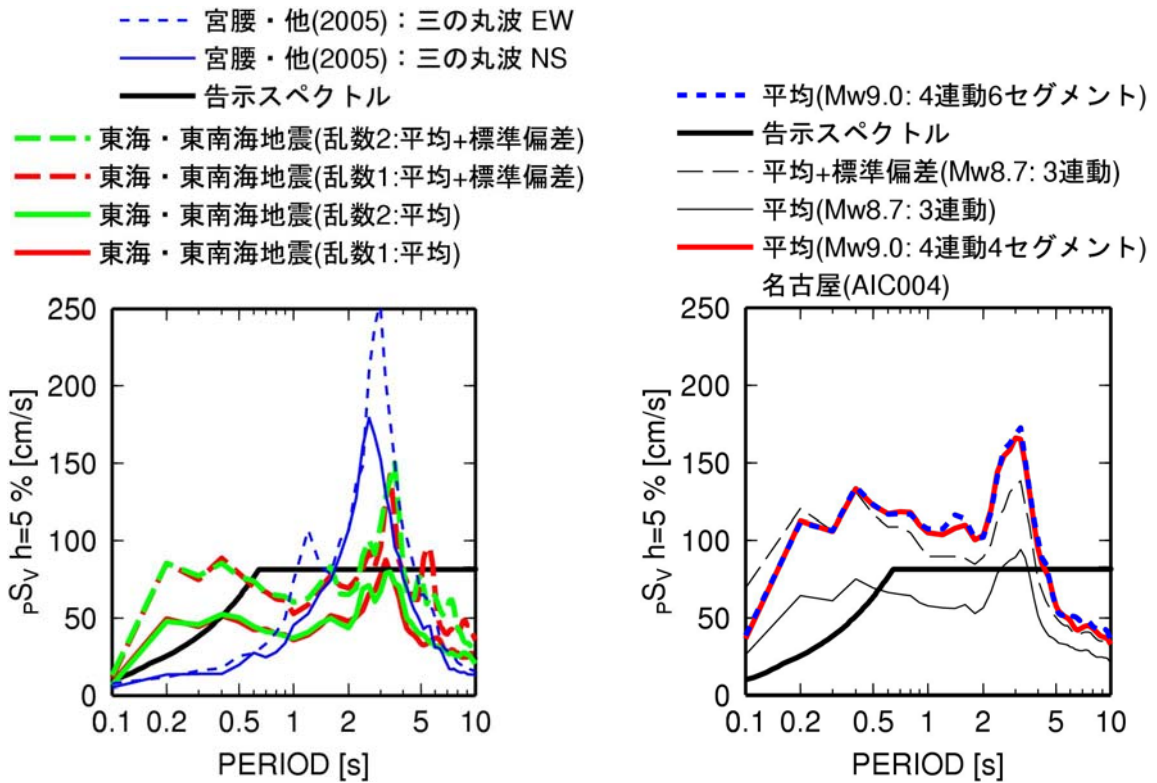 宮腰・他(2005)：三の丸波 EW
宮腰・他(2005)：三の丸波 NS
告示スペクトル
東海・東南海地震(乱数2:平均+標準偏差)
東海・東南海地震(乱数1:平均+標準偏差)
東海・東南海地震(乱数2:平均)
東海・東南海地震(乱数1:平均)
250
200
150
100
50
0
pSv h=5 % [cm/s]
0.1 0.2 0.5 1 2 5 10
PERIOD [s]
平均(Mw9.0: 4連動6セグメント)
告示スペクトル
平均+標準偏差(Mw8.7: 3連動)
平均(Mw8.7: 3連動)
平均(Mw9.0: 4連動4セグメント)
名古屋(AIC004)
250
200
150
100
50
0
pSv h=5 % [cm/s]
0.1 0.2 0.5 1 2 5 10
PERIOD [s]